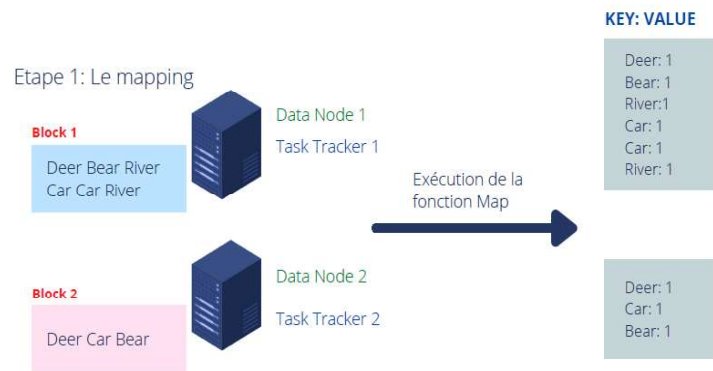 KEY: VALUE
Etape 1: Le mapping
Block 1
Deer Bear River
Car Car River
Data Node 1
Task Tracker 1
Exécution de la
fonction Map
Deer: 1
Bear: 1
River:1
Car: 1
Car: 1
River: 1
Block 2
Deer Car Bear
Data Node 2
Task Tracker 2
Deer: 1
Car: 1
Bear: 1